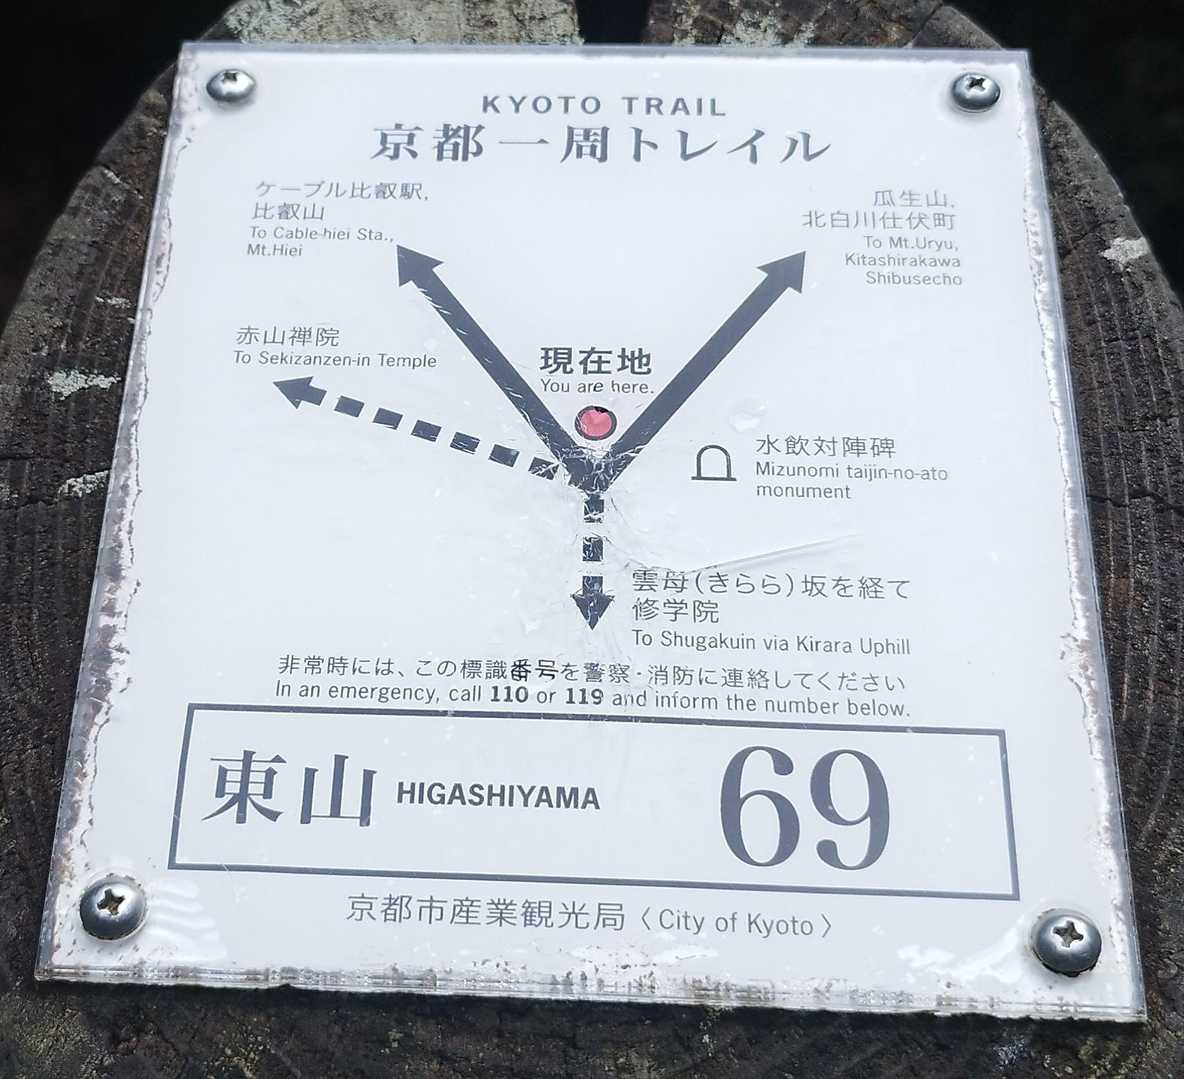 KYOTO TRAIL
京都一周トレイル
ケーブル比叡駅,
比叡山
To Cable-hiei Sta.,
Mt.Hiei
瓜生山,
北白川仕伏町
To Mt.Uryu,
Kitashirakawa
Shibusecho
赤山禅院
To Sekizanzen-in Temple
現在地
You are here.
水飲対陣碑
Mizunomi taijin-no-ato
monument
雲母(きらら)坂を経て
修学院
To Shugakuin via Kirara Uphill
非常時には、この標識番号を警察・消防に連絡してください
In an emergency, call 110 or 119 and inform the number below.
東山 HIGASHIYAMA 69
京都市産業観光局〈City of Kyoto〉